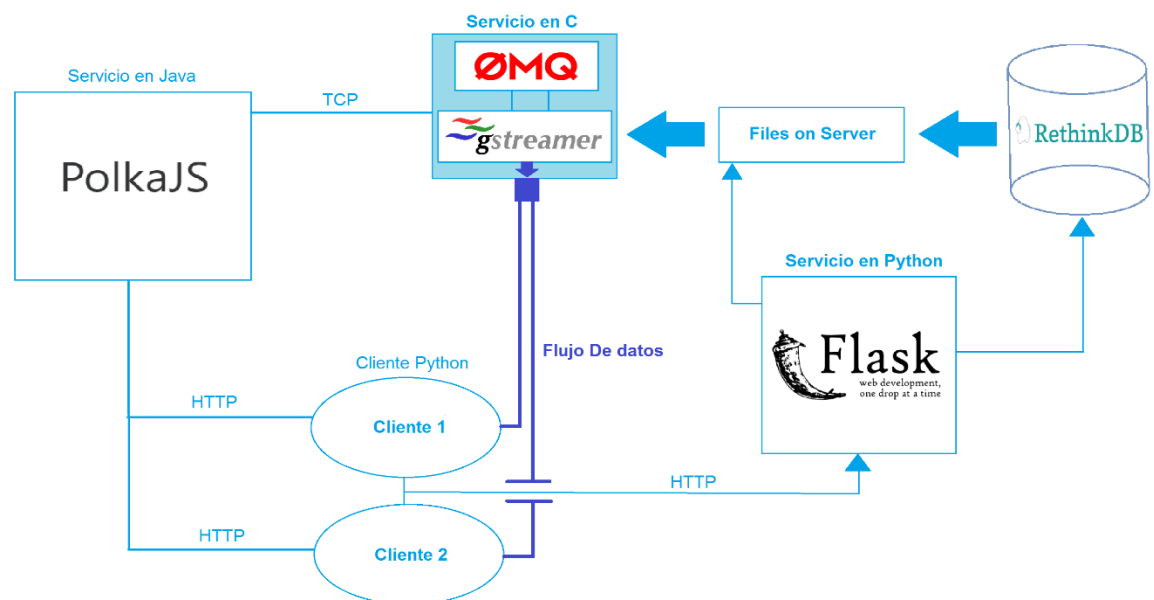 Servicio en C
ØMQ
Servicio en Java
TCP
gstreamer
Files on Server
RethinkDB
PolkaJS
Servicio en Python
Flask
web development,
one drop at a time
Flujo De datos
Cliente Python
HTTP
Cliente 1
HTTP
HTTP
Cliente 2